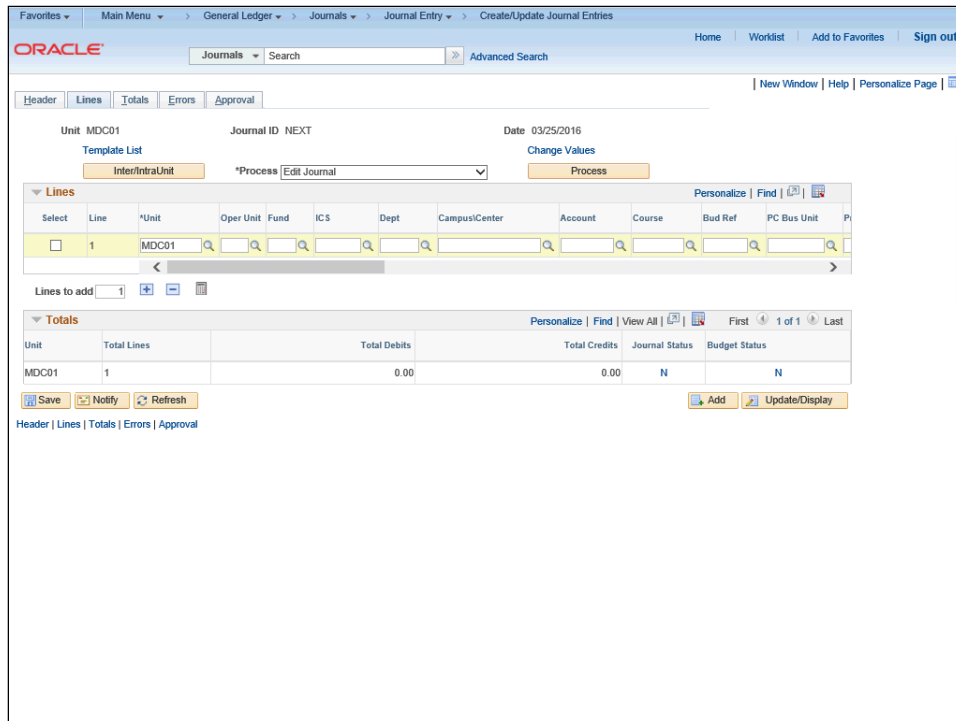 Favorites Main Menu > General Ledger > Journals > Journal Entry > Create/Update Journal Entries
Home Worklist Add to Favorites Sign out
ORACLE
Journals Search >> Advanced Search
New Window | Help | Personalize Page |
Header Lines Totals Errors Approval
Unit MDC01 Journal ID NEXT Date 03/25/2016
Template List Change Values
Inter/IntraUnit *Process Edit Journal Process
Lines Personalize | Find |
Select Line *Unit Oper Unit Fund ICS Dept Campus\Center Account Course Bud Ref PC Bus Unit
1 MDC01
Lines to add 1
Totals Personalize | Find | View All | First 1 of 1 Last
Unit Total Lines Total Debits Total Credits Journal Status Budget Status
MDC01 1 0.00 0.00 N N
Save Notify Refresh Add Update/Display
Header | Lines | Totals | Errors | Approval